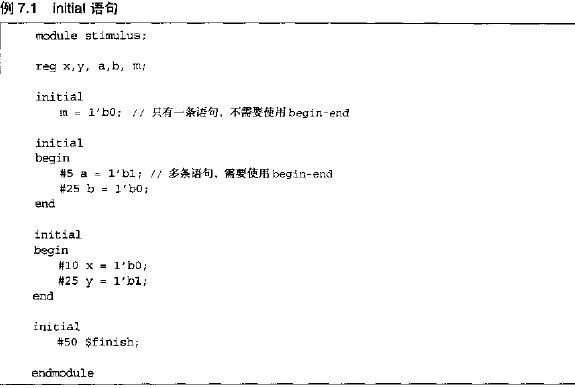 例 7.1 initial 语句
module stimulus;
reg x,y, a,b, m;
initial
m = 1'b0; // 只有一条语句，不需要使用begin-end
initial
begin
#5 a = 1'b1; // 多条语句，需要使用begin-end
#25 b = 1'b0;
end
initial
begin
#10 x = 1'b0;
#25 y = 1'b1;
end
initial
#50 $finish;
endmodule